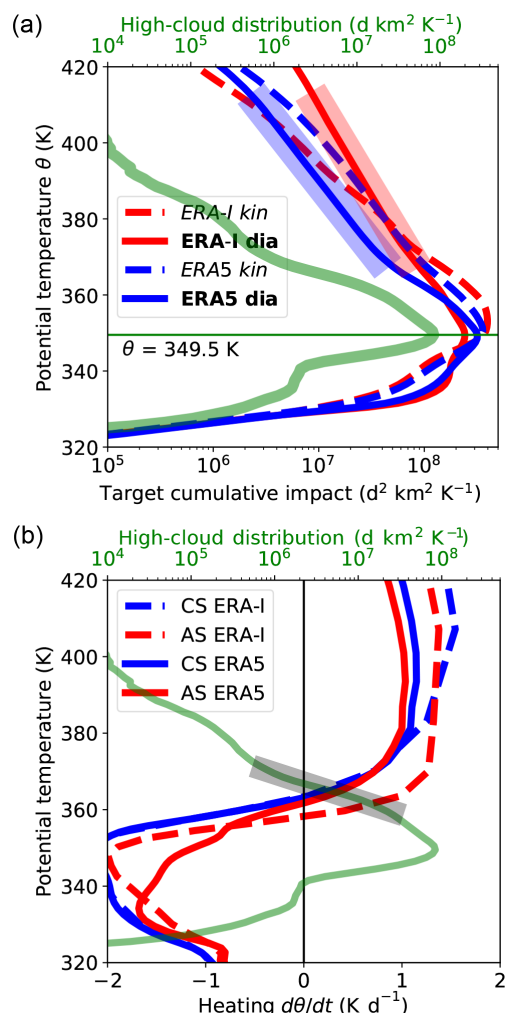 (a)
High-cloud distribution (d km² K⁻¹)
10⁴ 10⁵ 10⁶ 10⁷ 10⁸
420
400
380
360
340
320
Potential temperature θ (K)
ERA-I kin
ERA-I dia
ERA5 kin
ERA5 dia
θ = 349.5 K
10⁵ 10⁶ 10⁷ 10⁸
Target cumulative impact (d² km² K⁻¹)
(b)
High-cloud distribution (d km² K⁻¹)
10⁴ 10⁵ 10⁶ 10⁷ 10⁸
420
400
380
360
340
320
Potential temperature (K)
CS ERA-I
AS ERA-I
CS ERA5
AS ERA5
−2 −1 0 1 2
Heating dθ/dt (K d⁻¹)